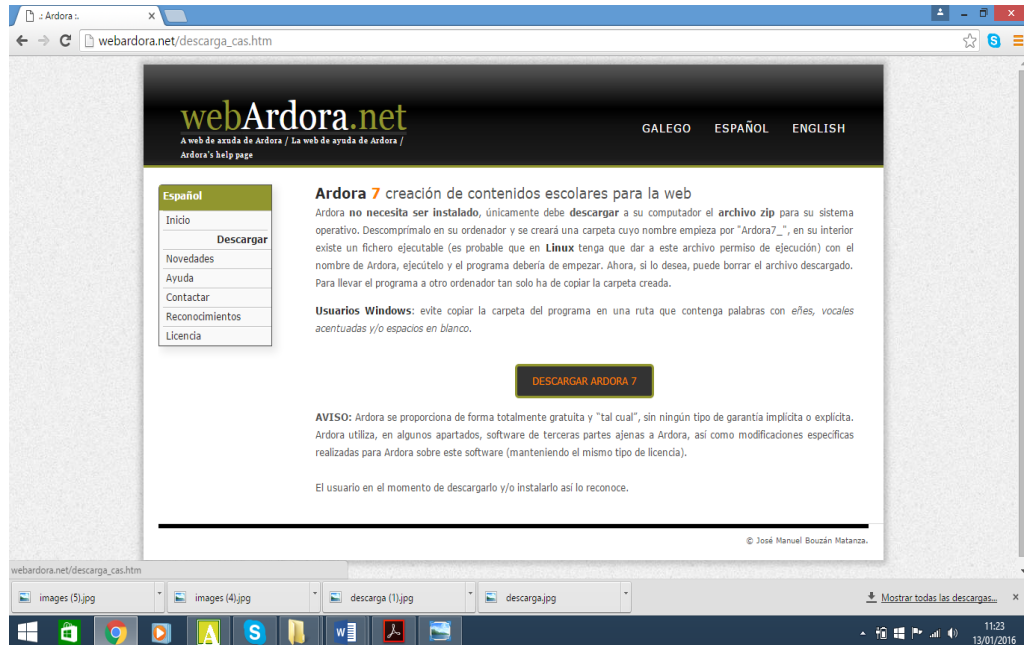 .: Ardora :.
webardora.net/descarga_cas.htm
webArdora.net
A web de axuda de Ardora / La web de ayuda de Ardora /
Ardora's help page
GALEGO ESPAÑOL ENGLISH
Español
Inicio
Descargar
Novedades
Ayuda
Contactar
Reconocimientos
Licencia
Ardora 7 creación de contenidos escolares para la web
Ardora no necesita ser instalado, únicamente debe descargar a su computador el archivo zip para su sistema
operativo. Descomprímalo en su ordenador y se creará una carpeta cuyo nombre empieza por "Ardora7_", en su interior
existe un fichero ejecutable (es probable que en Linux tenga que dar a este archivo permiso de ejecución) con el
nombre de Ardora, ejecútelo y el programa debería de empezar. Ahora, si lo desea, puede borrar el archivo descargado.
Para llevar el programa a otro ordenador tan solo ha de copiar la carpeta creada.
Usuarios Windows: evite copiar la carpeta del programa en una ruta que contenga palabras con eñes, vocales
acentuadas y/o espacios en blanco.
DESCARGAR ARDORA 7
AVISO: Ardora se proporciona de forma totalmente gratuita y "tal cual", sin ningún tipo de garantía implícita o explícita.
Ardora utiliza, en algunos apartados, software de terceras partes ajenas a Ardora, así como modificaciones específicas
realizadas para Ardora sobre este software (manteniendo el mismo tipo de licencia).
El usuario en el momento de descargarlo y/o instalarlo así lo reconoce.
© José Manuel Bouzán Matanza.
webardora.net/descarga_cas.htm
images (5).jpg
images (4).jpg
descarga (1).jpg
descarga.jpg
Mostrar todas las descargas...
11:23
13/01/2016